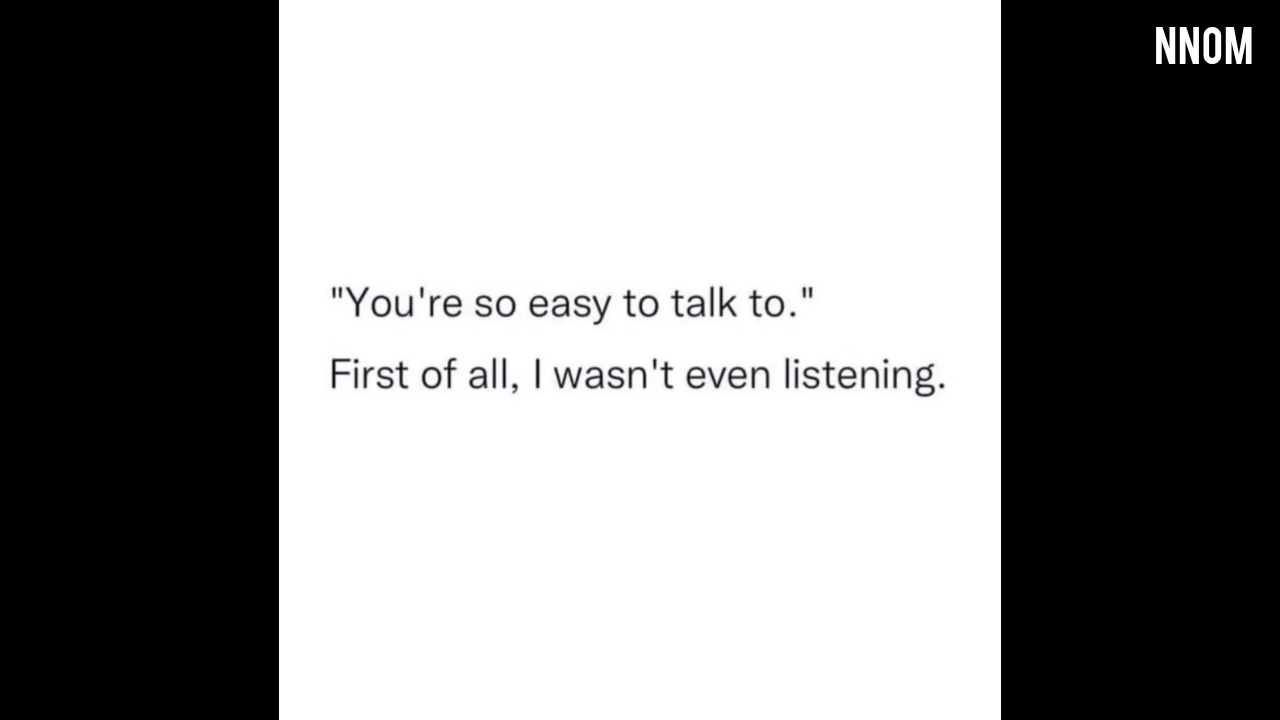 NNOM
"You're so easy to talk to."
First of all, I wasn't even listening.